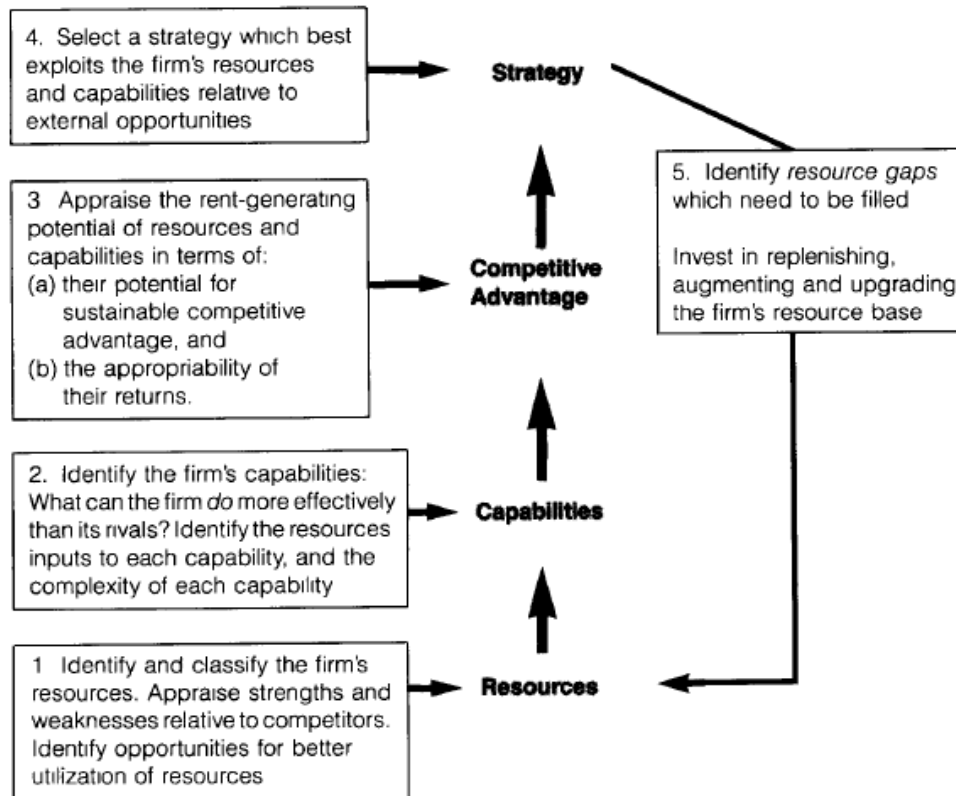 4. Select a strategy which best
exploits the firm's resources
and capabilities relative to
external opportunities
Strategy
5. Identify resource gaps
which need to be filled
Invest in replenishing,
augmenting and upgrading
the firm's resource base
3 Appraise the rent-generating
potential of resources and
capabilities in terms of:
(a) their potential for
sustainable competitive
advantage, and
(b) the appropriability of
their returns.
Competitive
Advantage
2. Identify the firm's capabilities:
What can the firm do more effectively
than its rivals? Identify the resources
inputs to each capability, and the
complexity of each capability
Capabilities
1 Identify and classify the firm's
resources. Appraise strengths and
weaknesses relative to competitors.
Identify opportunities for better
utilization of resources
Resources